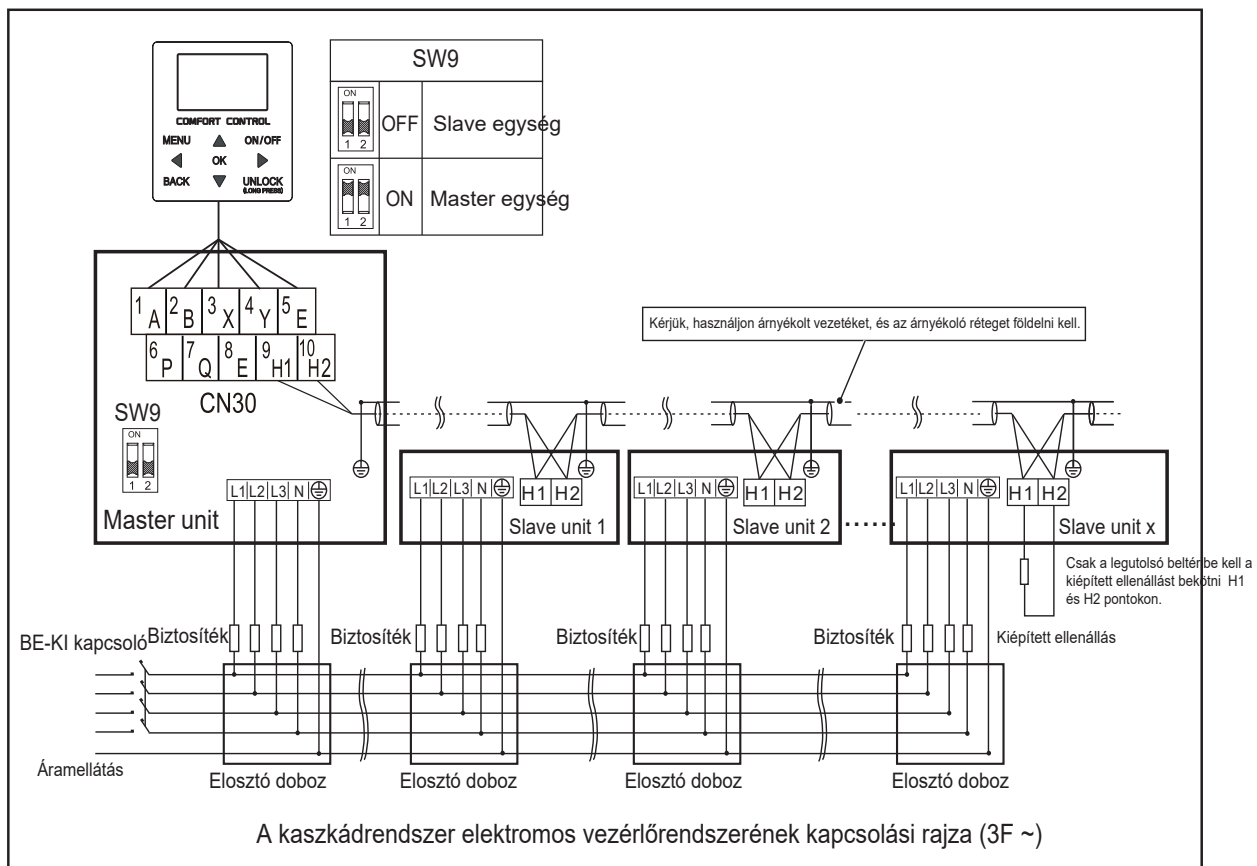 COMFORT CONTROL
MENU ON/OFF
OK
BACK UNLOCK
(LONG PRESS)
SW9
ON
1 2
OFF Slave egység
ON
1 2
ON Master egység
1 A 2 B 3 X 4 Y 5 E
6 P 7 Q 8 E 9 H1 10 H2
CN30
SW9
ON
1 2
Master unit
L1 L2 L3 N
Kérjük, használjon árnyékolt vezetéket, és az árnyékoló réteget földelni kell.
L1 L2 L3 N
H1 H2
Slave unit 1
L1 L2 L3 N
H1 H2
Slave unit 2
L1 L2 L3 N
H1 H2
Slave unit x
Csak a legutolsó beltéribe kell a
kiépített ellenállást bekötni H1
és H2 pontokon.
Kiépített ellenállás
BE-KI kapcsoló
Biztosíték
Biztosíték
Biztosíték
Biztosíték
Áramellátás
Elosztó doboz
Elosztó doboz
Elosztó doboz
Elosztó doboz
A kaszkádrendszer elektromos vezérlőrendszerének kapcsolási rajza (3F ~)